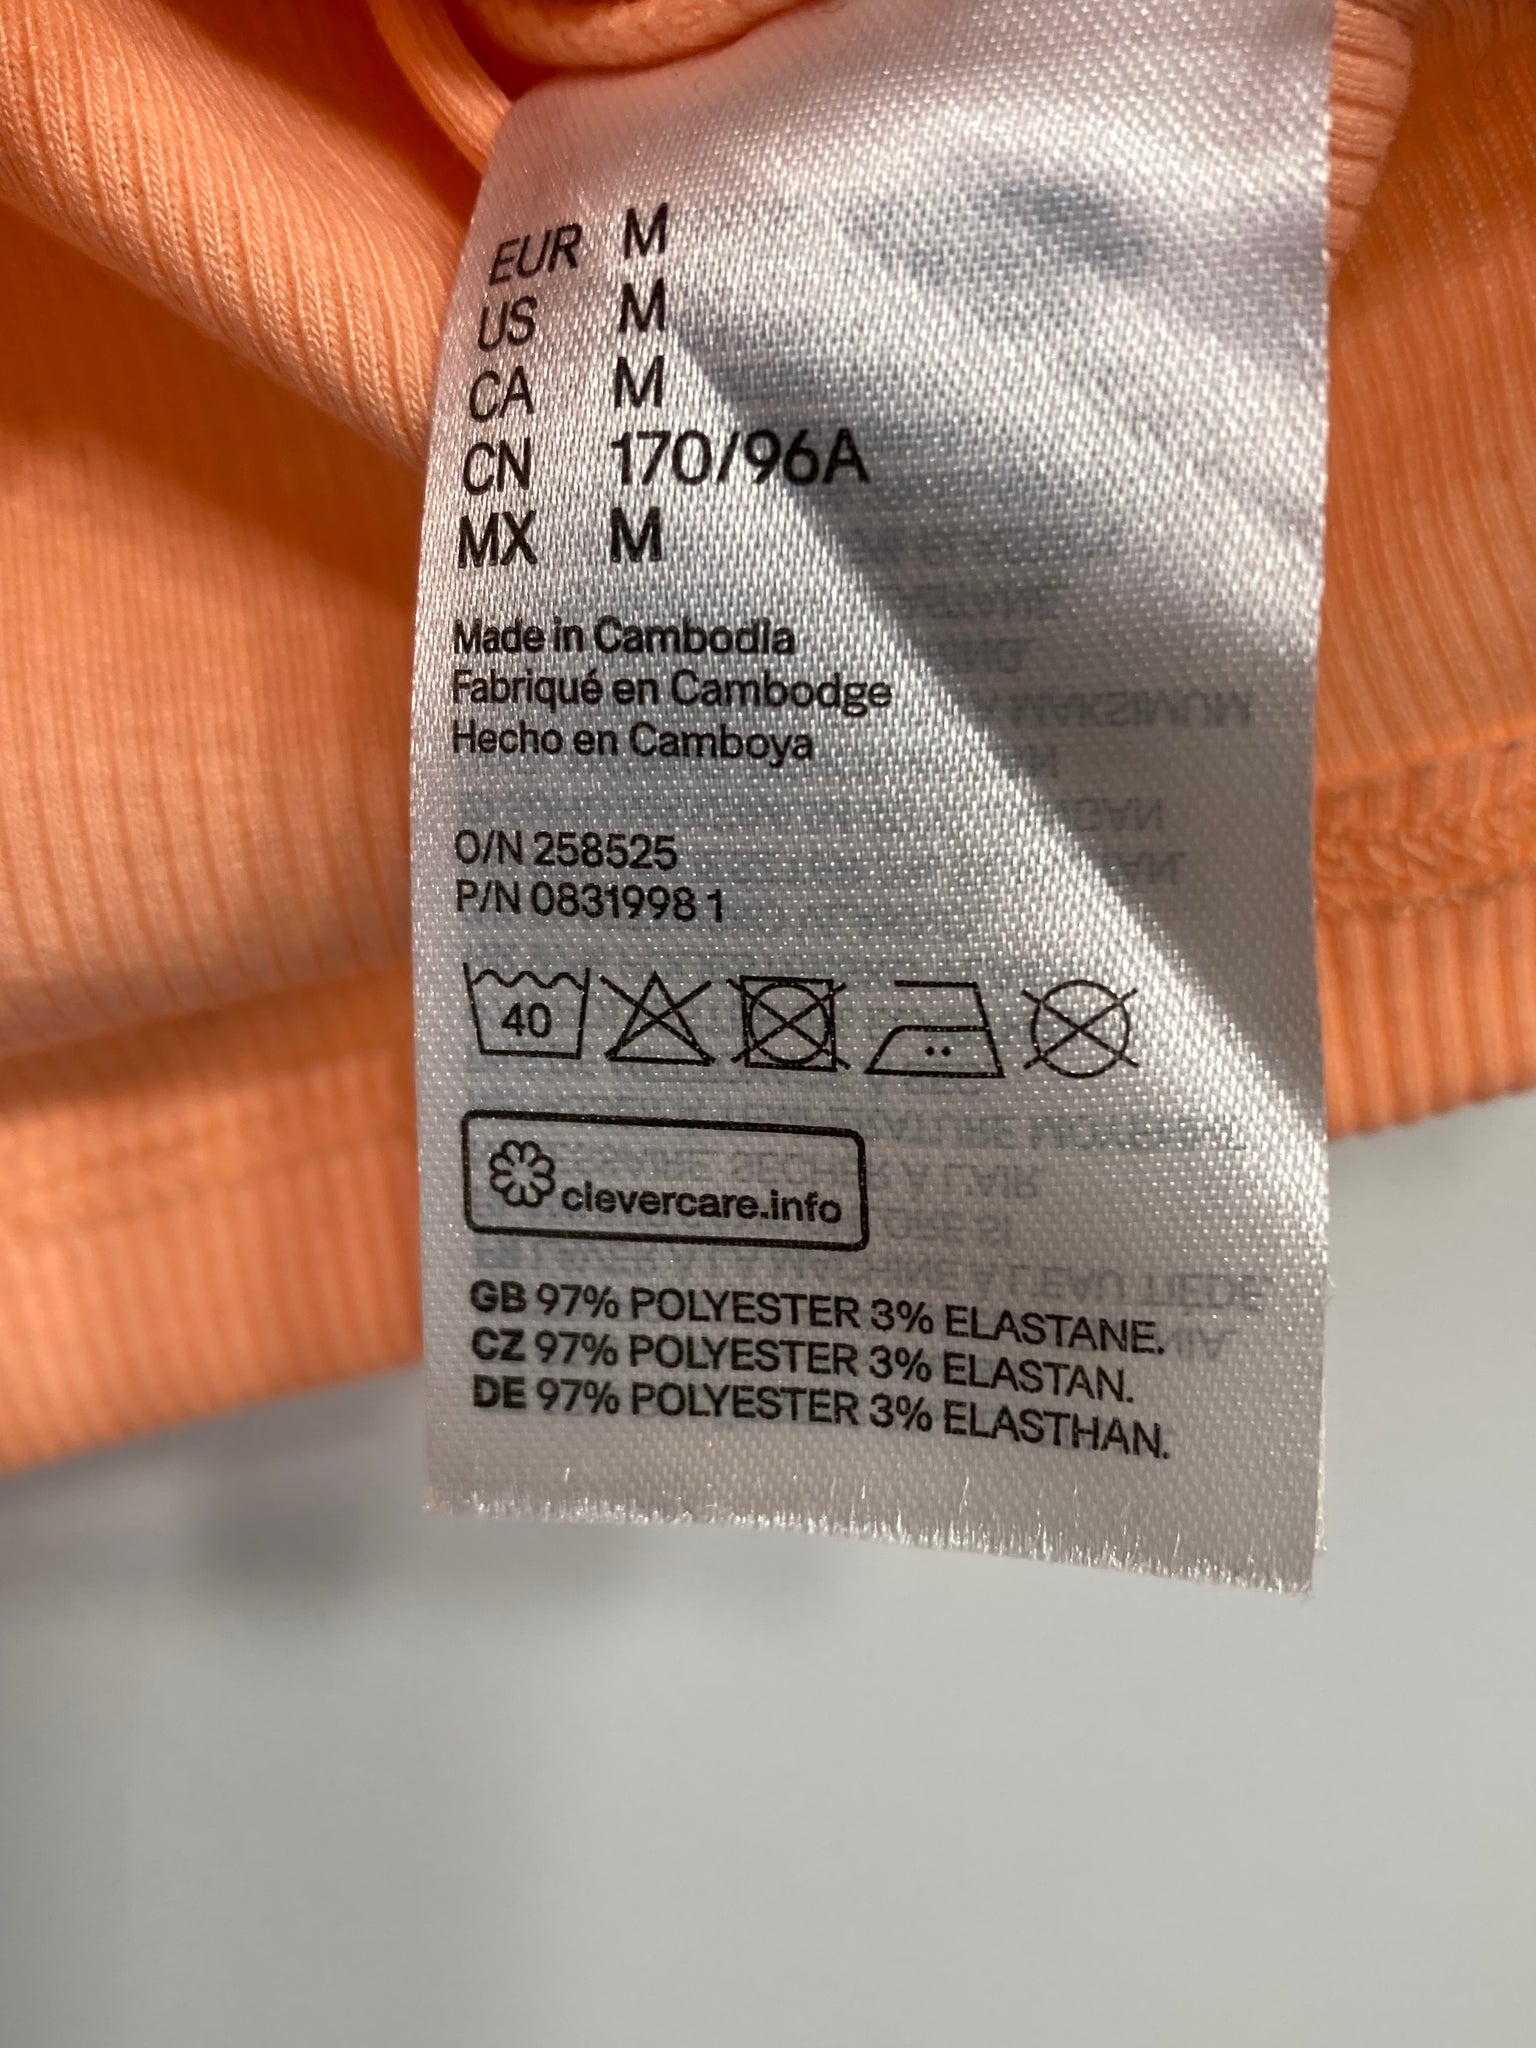 EUR M
US M
CA M
CN 170/96A
MX M
Made in Cambodia
Fabriqué en Cambodge
Hecho en Camboya
O/N 258525
P/N 0831998 1
40
clevercare.info
GB 97% POLYESTER 3% ELASTANE.
CZ 97% POLYESTER 3% ELASTAN.
DE 97% POLYESTER 3% ELASTHAN.